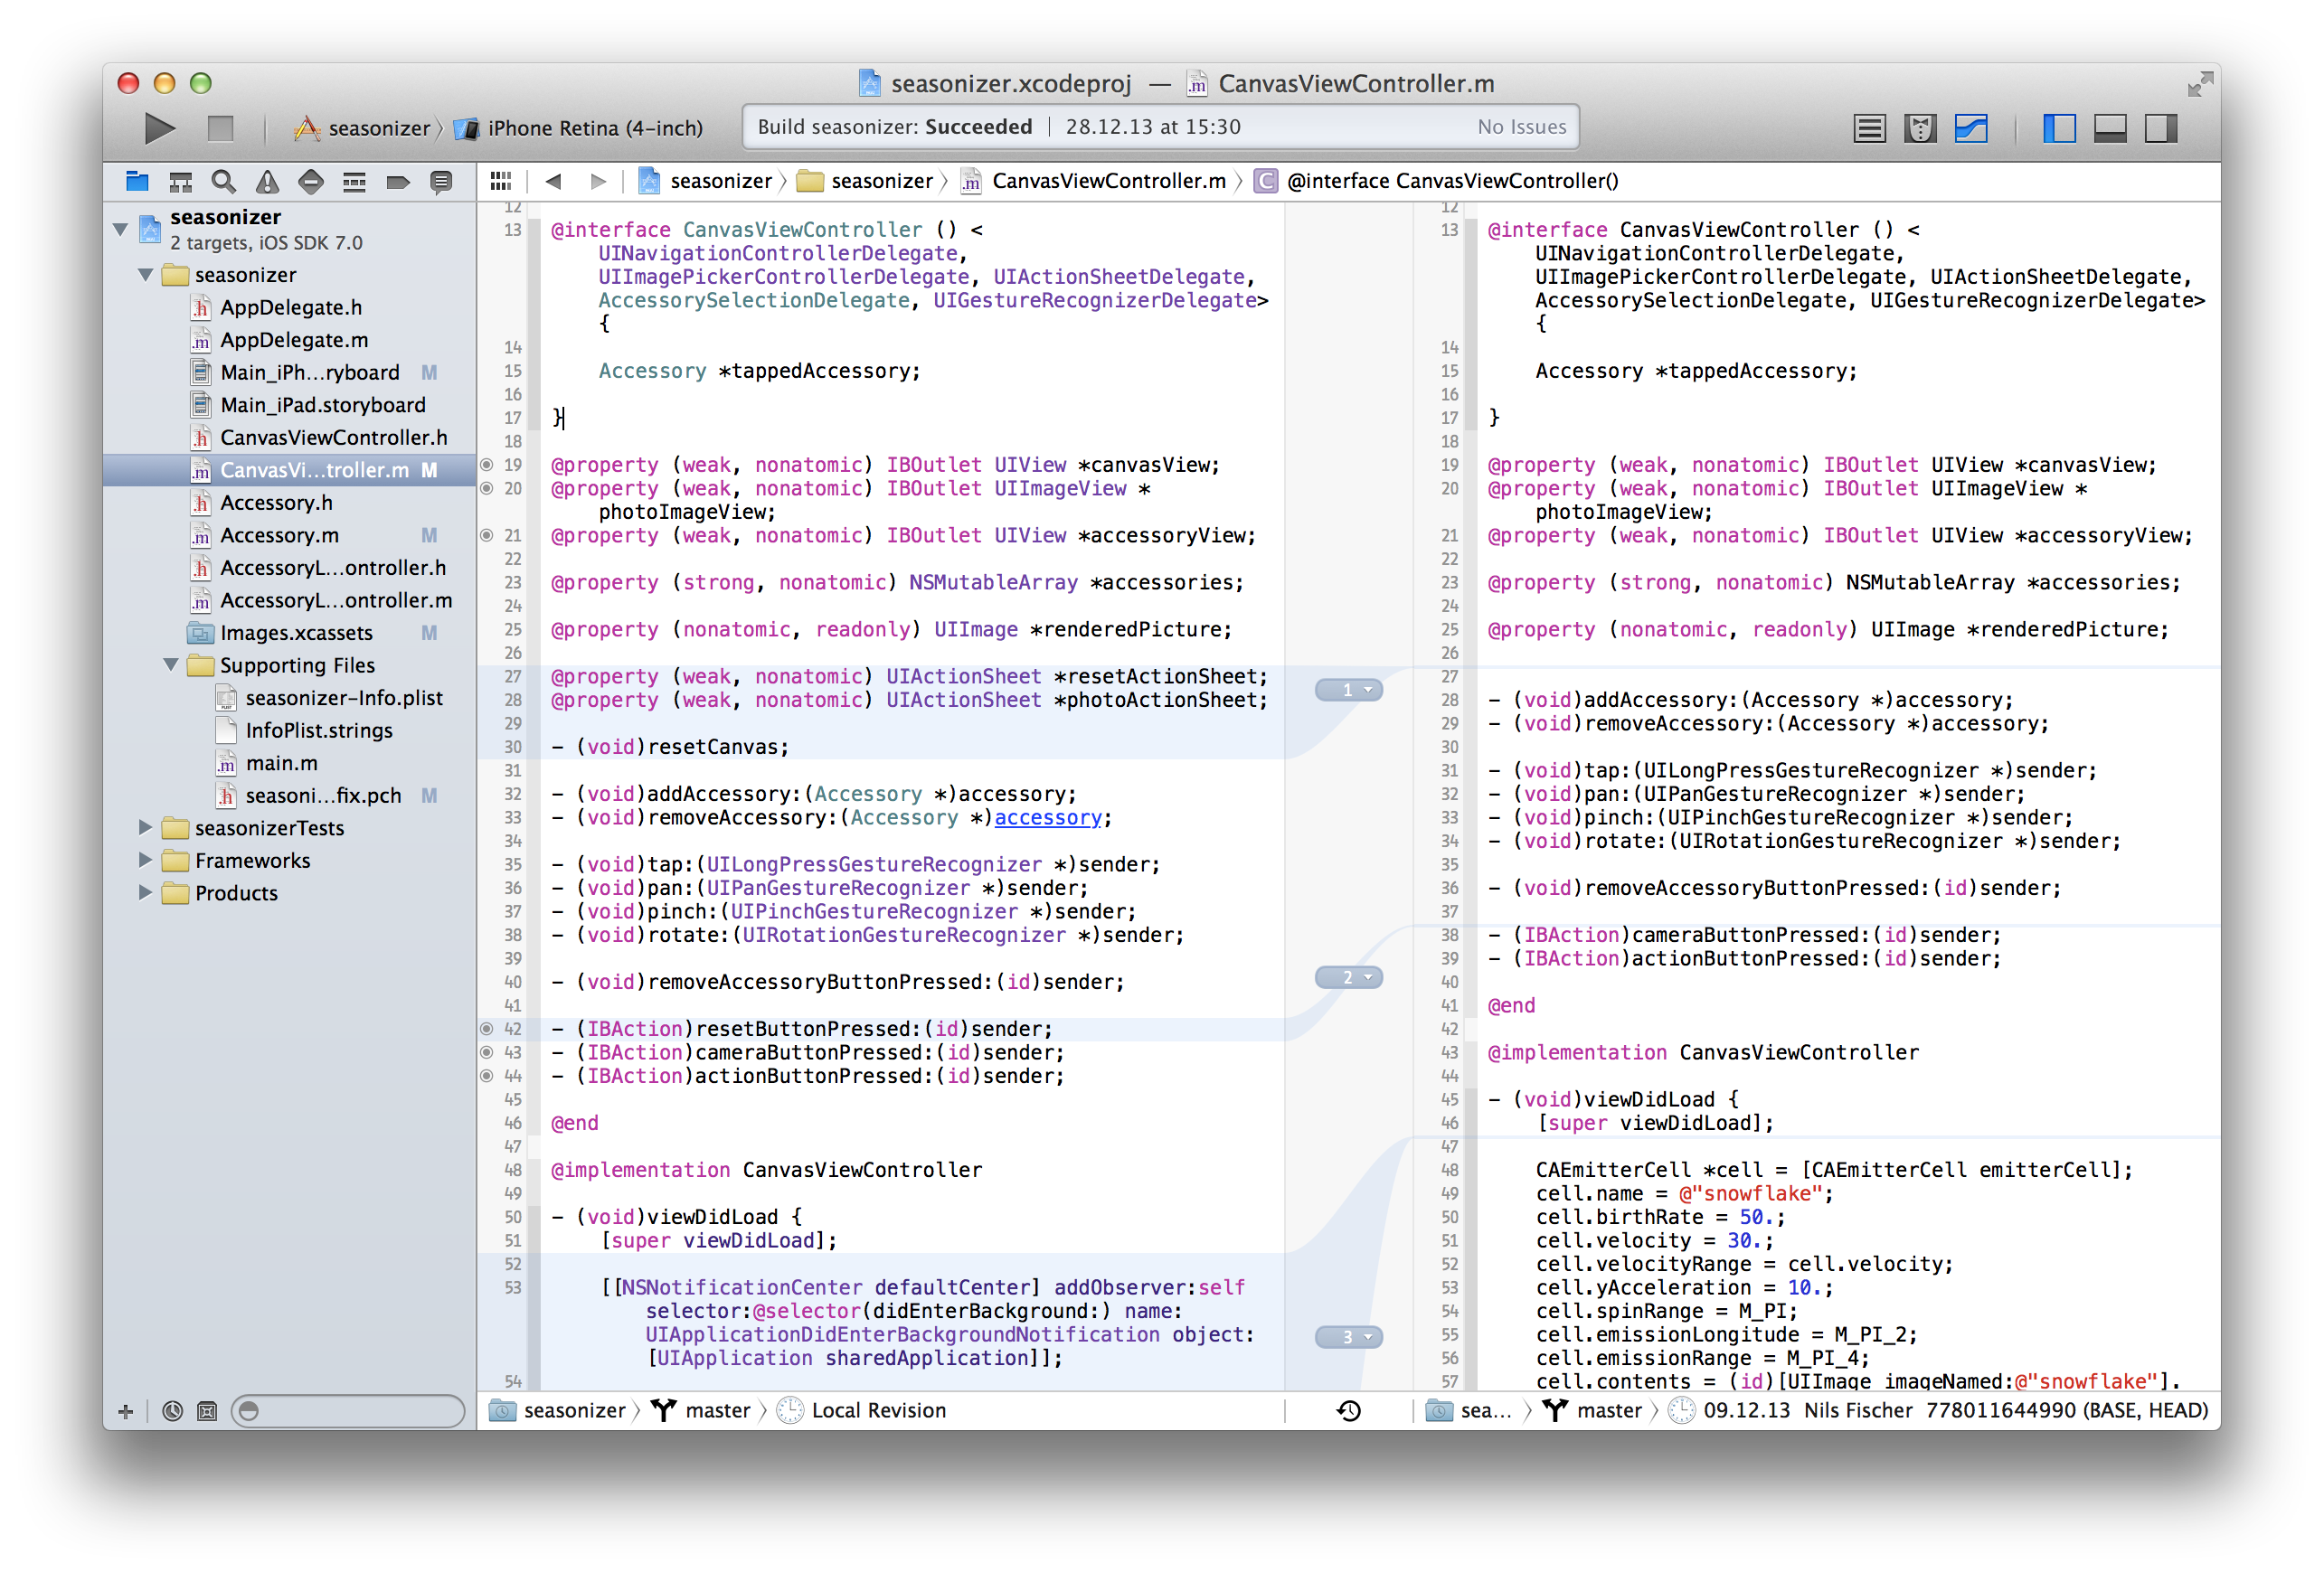 seasonizer.xcodeproj — CanvasViewController.m
seasonizer
iPhone Retina (4-inch)
Build seasonizer: Succeeded | 28.12.13 at 15:30
No Issues
seasonizer
2 targets, iOS SDK 7.0
seasonizer
AppDelegate.h
AppDelegate.m
Main_iPh...ryboard M
Main_iPad.storyboard
CanvasViewController.h
CanvasVi...troller.m M
Accessory.h
Accessory.m M
AccessoryL...ontroller.h
AccessoryL...ontroller.m
Images.xcassets M
Supporting Files
seasonizer-Info.plist
InfoPlist.strings
main.m
seasoni...fix.pch M
seasonizerTests
Frameworks
Products
seasonizer
seasonizer
CanvasViewController.m
C @interface CanvasViewController()
12
13 @interface CanvasViewController () <
UINavigationControllerDelegate,
UIImagePickerControllerDelegate, UIActionSheetDelegate,
AccessorySelectionDelegate, UIGestureRecognizerDelegate>
{
14
15 Accessory *tappedAccessory;
16
17 }
18
19 @property (weak, nonatomic) IBOutlet UIView *canvasView;
20 @property (weak, nonatomic) IBOutlet UIImageView *
photoImageView;
21 @property (weak, nonatomic) IBOutlet UIView *accessoryView;
22
23 @property (strong, nonatomic) NSMutableArray *accessories;
24
25 @property (nonatomic, readonly) UIImage *renderedPicture;
26
27 @property (weak, nonatomic) UIActionSheet *resetActionSheet;
28 @property (weak, nonatomic) UIActionSheet *photoActionSheet;
29
30 - (void)resetCanvas;
31
32 - (void)addAccessory:(Accessory *)accessory;
33 - (void)removeAccessory:(Accessory *)accessory;
34
35 - (void)tap:(UILongPressGestureRecognizer *)sender;
36 - (void)pan:(UIPanGestureRecognizer *)sender;
37 - (void)pinch:(UIPinchGestureRecognizer *)sender;
38 - (void)rotate:(UIRotationGestureRecognizer *)sender;
39
40 - (void)removeAccessoryButtonPressed:(id)sender;
41
42 - (IBAction)resetButtonPressed:(id)sender;
43 - (IBAction)cameraButtonPressed:(id)sender;
44 - (IBAction)actionButtonPressed:(id)sender;
45
46 @end
47
48 @implementation CanvasViewController
49
50 - (void)viewDidLoad {
51 [super viewDidLoad];
52
53 [[NSNotificationCenter defaultCenter] addObserver:self
selector:@selector(didEnterBackground:) name:
UIApplicationDidEnterBackgroundNotification object:
[UIApplication sharedApplication]];
54
1
2
3
12
13 @interface CanvasViewController () <
UINavigationControllerDelegate,
UIImagePickerControllerDelegate, UIActionSheetDelegate,
AccessorySelectionDelegate, UIGestureRecognizerDelegate>
{
14
15 Accessory *tappedAccessory;
16
17 }
18
19 @property (weak, nonatomic) IBOutlet UIView *canvasView;
20 @property (weak, nonatomic) IBOutlet UIImageView *
photoImageView;
21 @property (weak, nonatomic) IBOutlet UIView *accessoryView;
22
23 @property (strong, nonatomic) NSMutableArray *accessories;
24
25 @property (nonatomic, readonly) UIImage *renderedPicture;
26
27
28 - (void)addAccessory:(Accessory *)accessory;
29 - (void)removeAccessory:(Accessory *)accessory;
30
31 - (void)tap:(UILongPressGestureRecognizer *)sender;
32 - (void)pan:(UIPanGestureRecognizer *)sender;
33 - (void)pinch:(UIPinchGestureRecognizer *)sender;
34 - (void)rotate:(UIRotationGestureRecognizer *)sender;
35
36 - (void)removeAccessoryButtonPressed:(id)sender;
37
38 - (IBAction)cameraButtonPressed:(id)sender;
39 - (IBAction)actionButtonPressed:(id)sender;
40
41 @end
42
43 @implementation CanvasViewController
44
45 - (void)viewDidLoad {
46 [super viewDidLoad];
47
48 CAEmitterCell *cell = [CAEmitterCell emitterCell];
49 cell.name = @"snowflake";
50 cell.birthRate = 50.;
51 cell.velocity = 30.;
52 cell.velocityRange = cell.velocity;
53 cell.yAcceleration = 10.;
54 cell.spinRange = M_PI;
55 cell.emissionLongitude = M_PI_2;
56 cell.emissionRange = M_PI_4;
57 cell.contents = (id)[UIImage imageNamed:@"snowflake"].
seasonizer
master
Local Revision
sea...
master
09.12.13 Nils Fischer 778011644990 (BASE, HEAD)